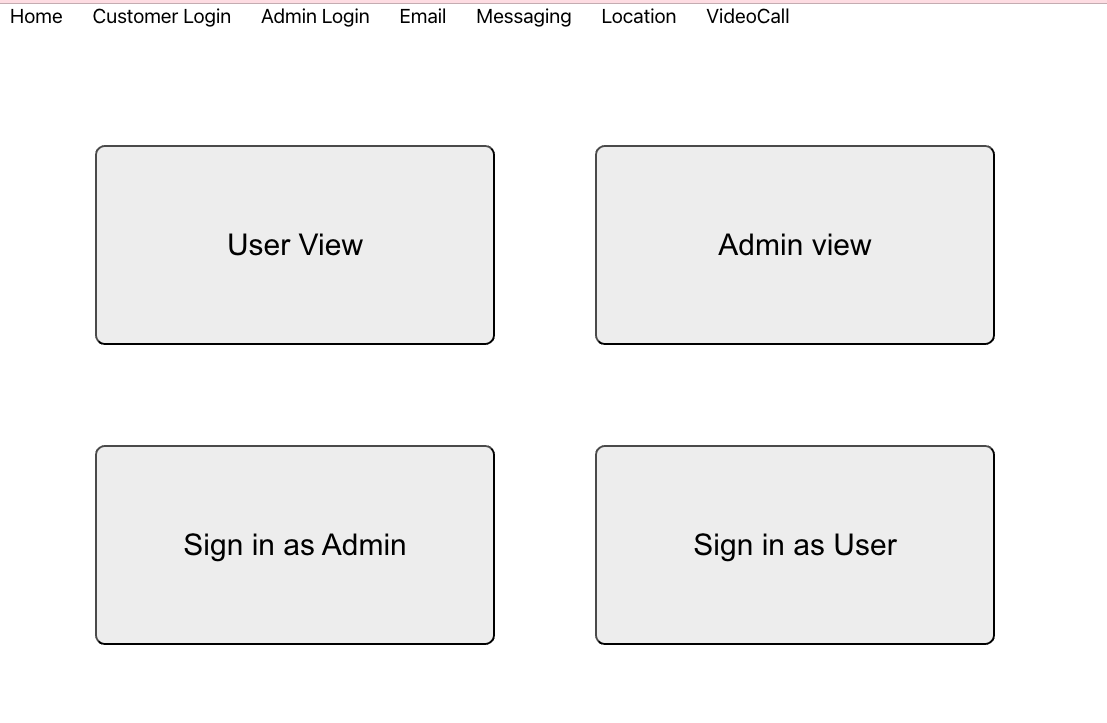 Home Customer Login Admin Login Email Messaging Location VideoCall
User View Admin view
Sign in as Admin Sign in as User